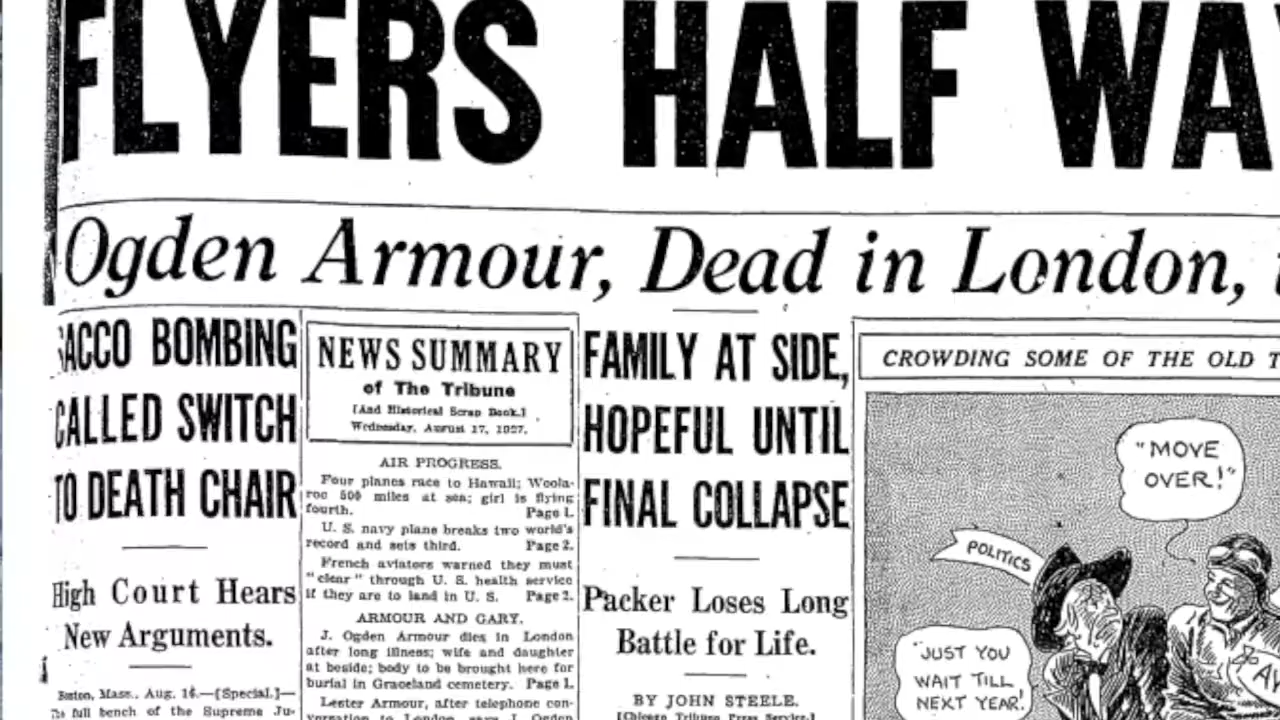 FLYERS HALF WA
Ogden Armour, Dead in London,
SACCO BOMBING
CALLED SWITCH
TO DEATH CHAIR
High Court Hears
New Arguments.
Boston, Mass., Aug. 16.—[Special.]—
The full bench of the Supreme Ju-
NEWS SUMMARY
of The Tribune
[And Historical Scrap Book.]
Wednesday, August 17, 1927.
AIR PROGRESS.
Four planes race to Hawaii; Woola-
roc 500 miles at sea; girl is flying
fourth. Page 1.
U. S. navy plane breaks two world's
record and sets third. Page 2.
French aviators warned they must
"clear" through U. S. health service
if they are to land in U. S. Page 2.
ARMOUR AND GARY.
J. Ogden Armour dies in London
after long illness; wife and daughter
at beside; body to be brought here for
burial in Graceland cemetery. Page 1.
Lester Armour, after telephone con-
versation to London, says J. Ogden
FAMILY AT SIDE,
HOPEFUL UNTIL
FINAL COLLAPSE
Packer Loses Long
Battle for Life.
BY JOHN STEELE.
[Chicago Tribune Press Service.]
CROWDING SOME OF THE OLD T
"MOVE
OVER!"
POLITICS
"JUST YOU
WAIT TILL
NEXT YEAR!
AV